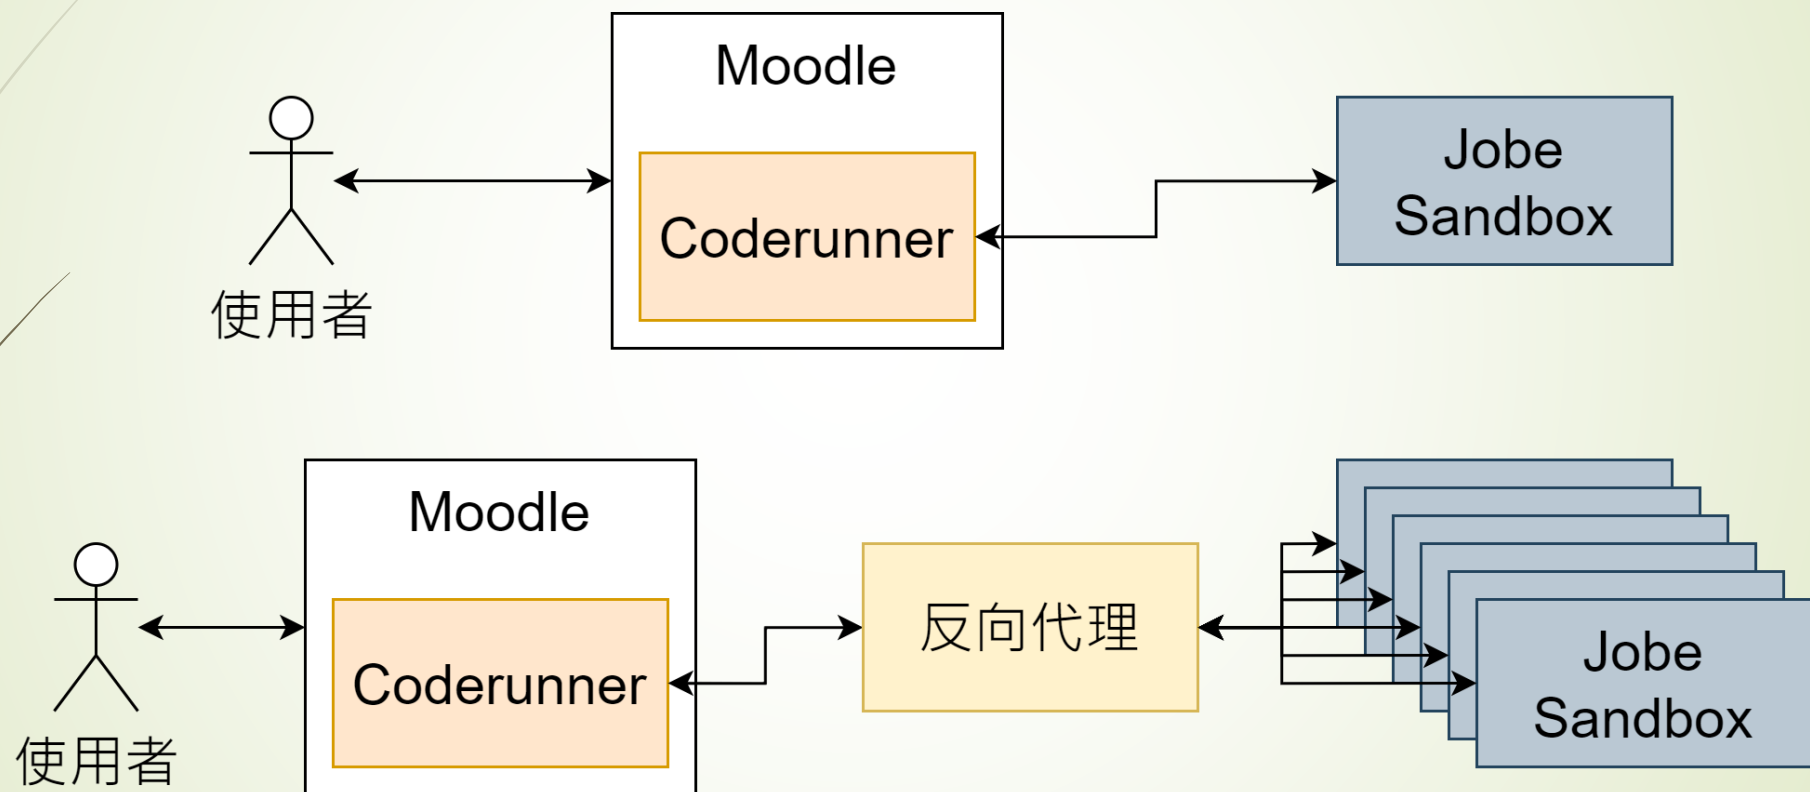 Moodle
Coderunner
Jobe
Sandbox
使用者
Moodle
Coderunner
反向代理
Jobe
Sandbox
使用者